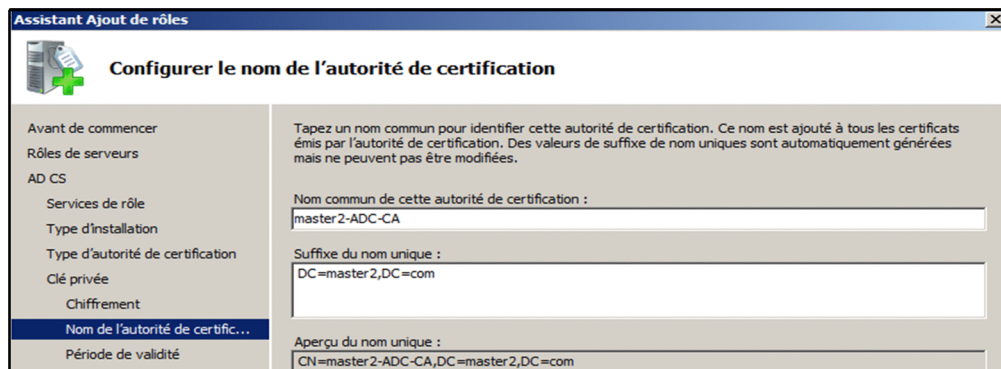 Assistant Ajout de rôles
Configurer le nom de l'autorité de certification
Avant de commencer
Rôles de serveurs
AD CS
Services de rôle
Type d'installation
Type d'autorité de certification
Clé privée
Chiffrement
Nom de l'autorité de certific...
Période de validité
Tapez un nom commun pour identifier cette autorité de certification. Ce nom est ajouté à tous les certificats
émis par l'autorité de certification. Des valeurs de suffixe de nom uniques sont automatiquement générées
mais ne peuvent pas être modifiées.
Nom commun de cette autorité de certification :
master2-ADC-CA
Suffixe du nom unique :
DC=master2,DC=com
Aperçu du nom unique :
CN=master2-ADC-CA,DC=master2,DC=com